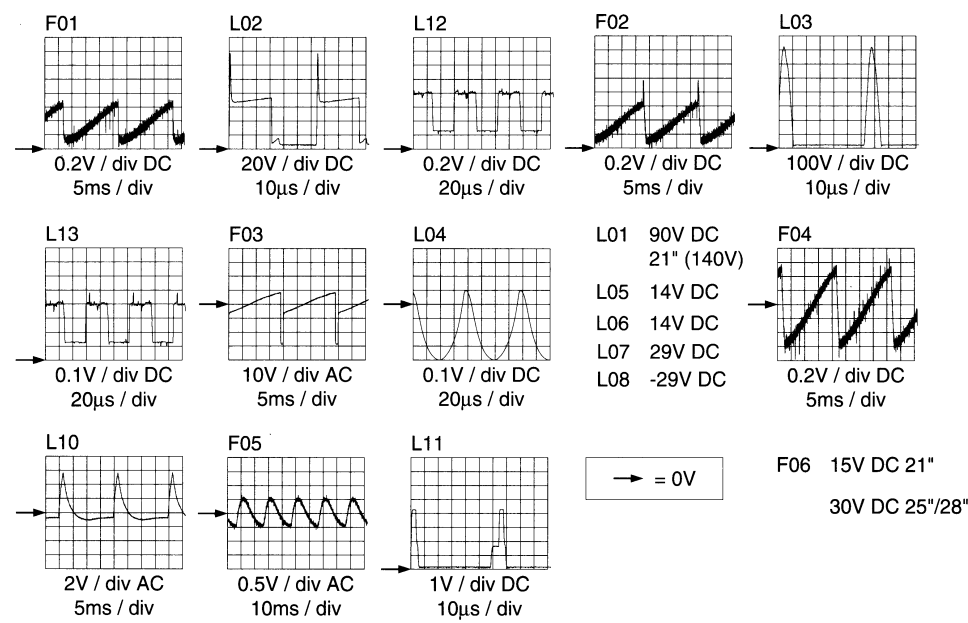 F01
L02
L12
F02
L03
0.2V / div DC
5ms / div
20V / div DC
10µs / div
0.2V / div DC
20µs / div
0.2V / div DC
5ms / div
100V / div DC
10µs / div
L13
F03
L04
L01 90V DC
21" (140V)
L05 14V DC
L06 14V DC
L07 29V DC
L08 -29V DC
F04
0.1V / div DC
20µs / div
10V / div AC
5ms / div
0.1V / div DC
20µs / div
0.2V / div DC
5ms / div
L10
F05
L11
= 0V
F06 15V DC 21"
30V DC 25"/28"
2V / div AC
5ms / div
0.5V / div AC
10ms / div
1V / div DC
10µs / div